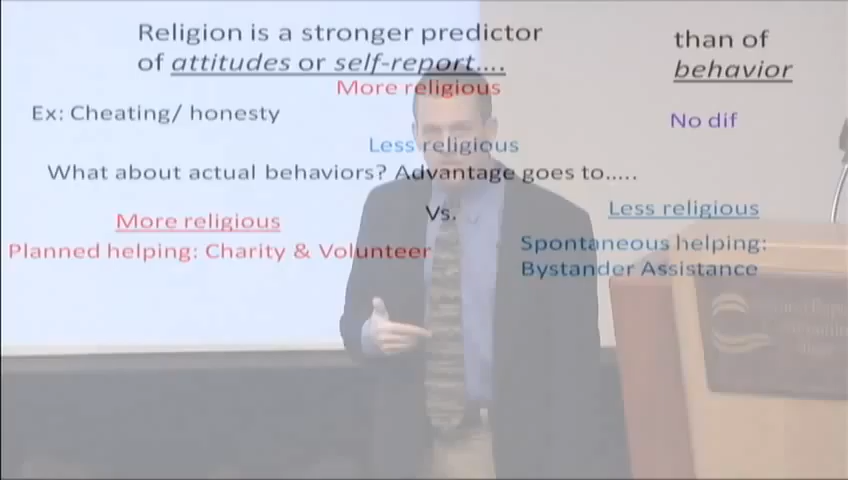 Religion is a stronger predictor
of attitudes or self-report....
than of
behavior
More religious
Ex: Cheating/ honesty
No dif
Less religious
What about actual behaviors? Advantage goes to.....
More religious
Vs.
Less religious
Planned helping: Charity & Volunteer
Spontaneous helping:
Bystander Assistance